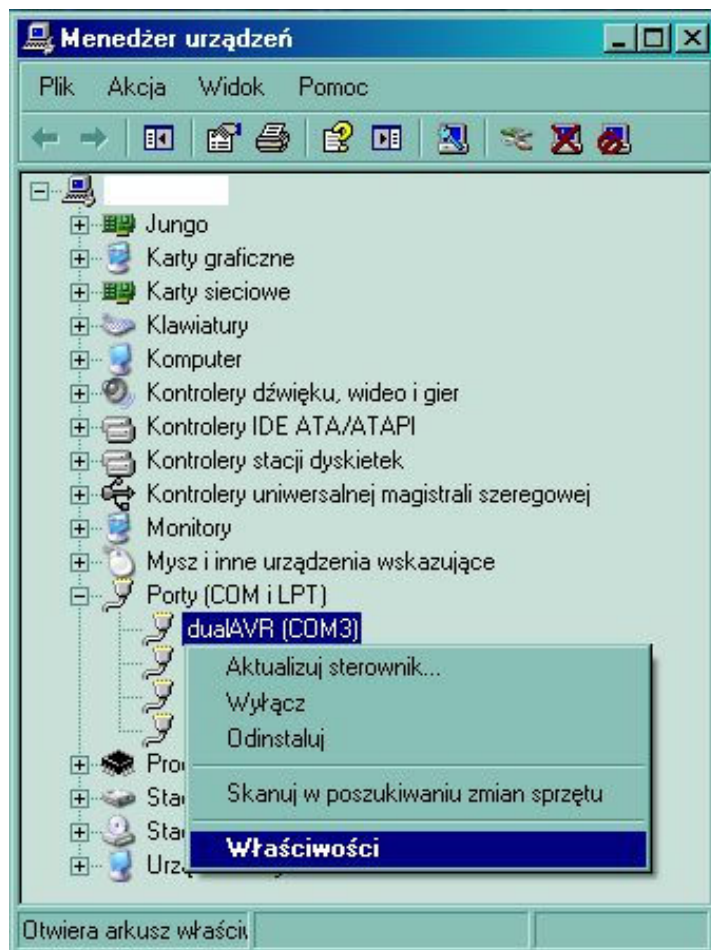 Menedżer urządzeń
Plik Akcja Widok Pomoc
Jungo
Karty graficzne
Karty sieciowe
Klawiatury
Komputer
Kontrolery dźwięku, wideo i gier
Kontrolery IDE ATA/ATAPI
Kontrolery stacji dyskietek
Kontrolery uniwersalnej magistrali szeregowej
Monitory
Mysz i inne urządzenia wskazujące
Porty (COM i LPT)
dualAVR (COM3)
Aktualizuj sterownik...
Wyłącz
Odinstaluj
Skanuj w poszukiwaniu zmian sprzętu
Właściwości
Otwiera arkusz